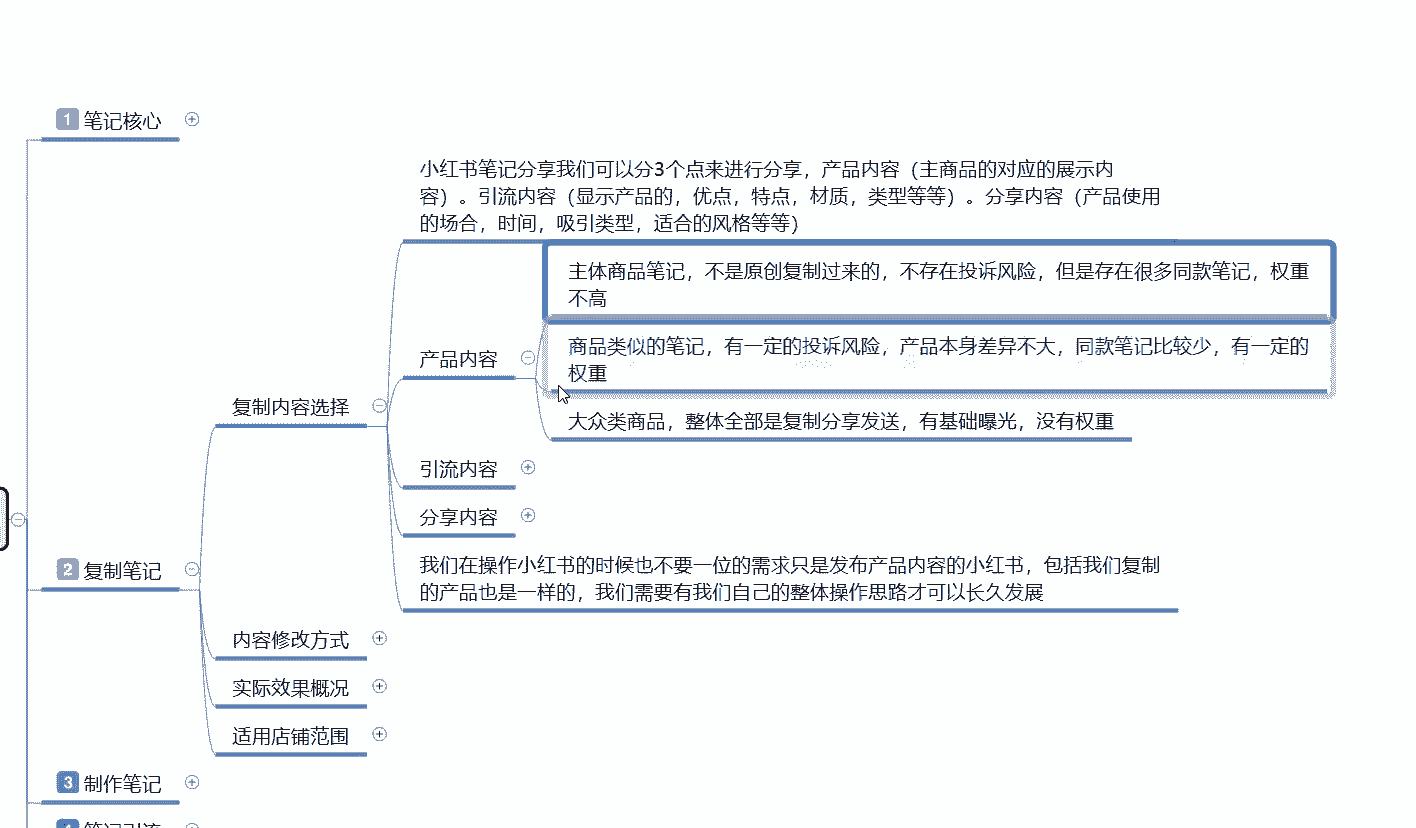 1 笔记核心
小红书笔记分享我们可以分3个点来进行分享，产品内容（主商品的对应的展示内
容）。引流内容（显示产品的，优点，特点，材质，类型等等）。分享内容（产品使用
的场合，时间，吸引类型，适合的风格等等）
主体商品笔记，不是原创复制过来的，不存在投诉风险，但是存在很多同款笔记，权重
不高
商品类似的笔记，有一定的投诉风险，产品本身差异不大，同款笔记比较少，有一定的
权重
产品内容
复制内容选择
大众类商品，整体全部是复制分享发送，有基础曝光，没有权重
引流内容
分享内容
我们在操作小红书的时候也不要一位的需求只是发布产品内容的小红书，包括我们复制
的产品也是一样的，我们需要有我们自己的整体操作思路才可以长久发展
2 复制笔记
内容修改方式
实际效果概况
适用店铺范围
3 制作笔记